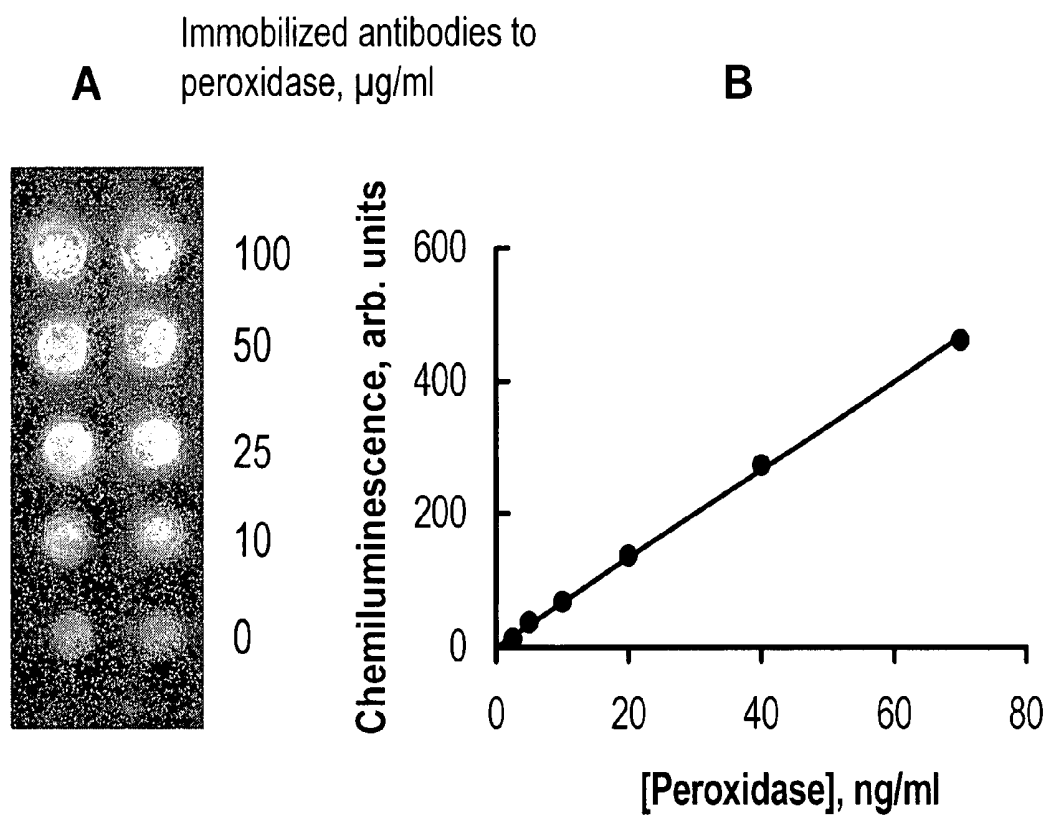 Immobilized antibodies to
peroxidase, µg/ml
A
B
100
50
25
10
0
Chemiluminescence, arb. units
600
400
200
0
0 20 40 60 80
[Peroxidase], ng/ml